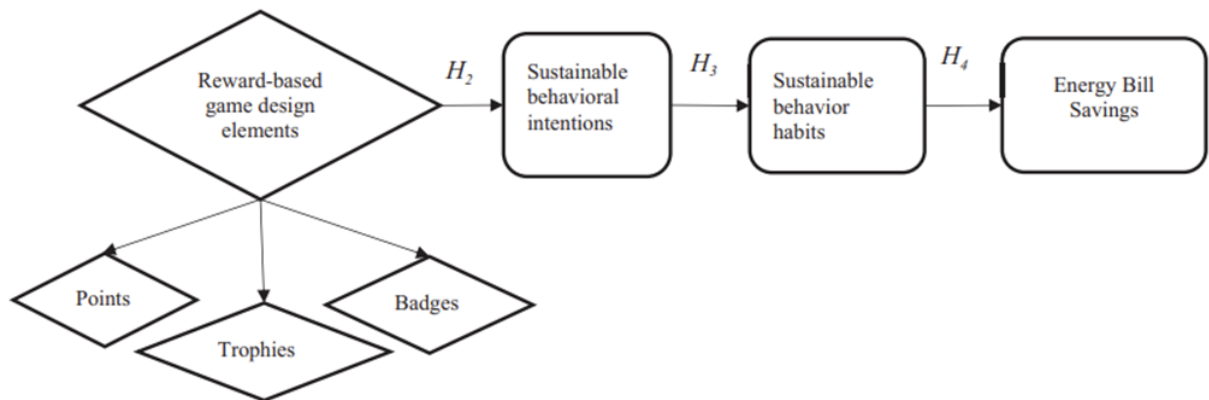 Reward-based
game design
elements
H2
Sustainable
behavioral
intentions
H3
Sustainable
behavior
habits
H4
Energy Bill
Savings
Points
Trophies
Badges